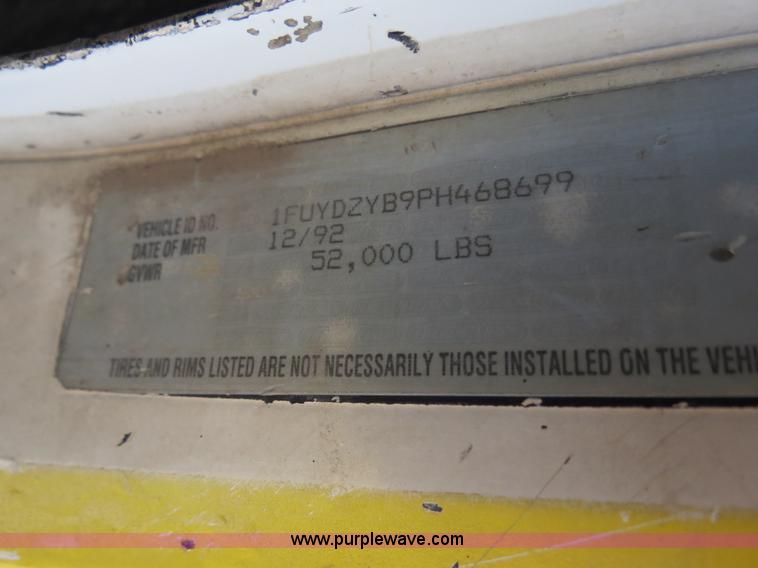 VEHICLE ID NO. 1FUYDZYB9PH468699
DATE OF MFR 12/92
GVWR 52,000 LBS
TIRES AND RIMS LISTED ARE NOT NECESSARILY THOSE INSTALLED ON THE VEHI
www.purplewave.com